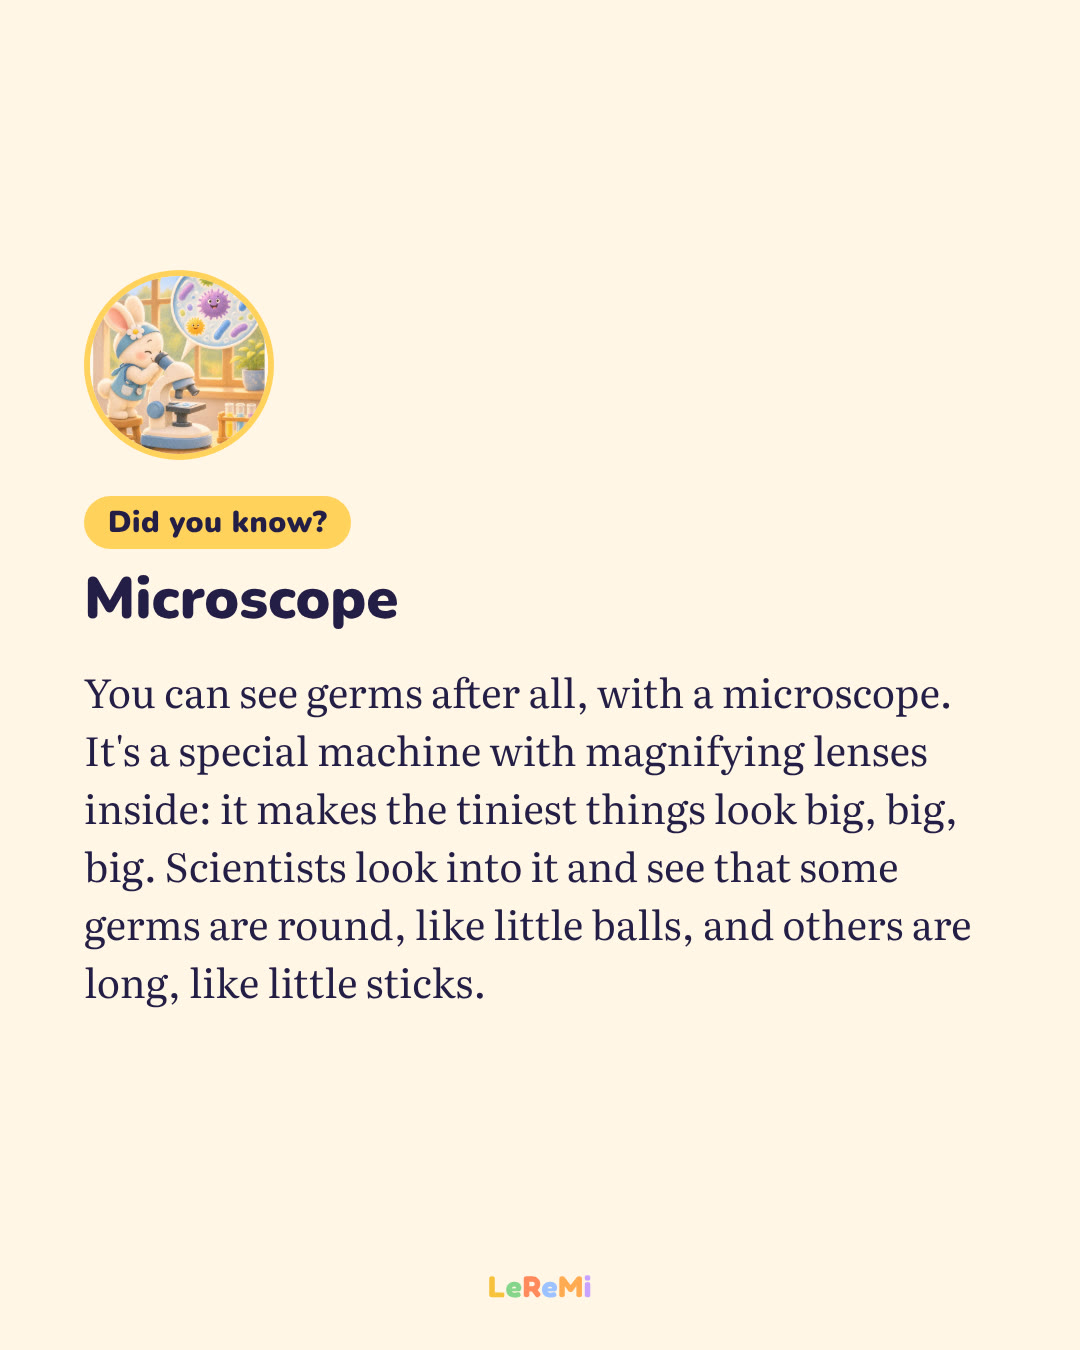 Did you know?
Microscope
You can see germs after all, with a microscope.
It's a special machine with magnifying lenses
inside: it makes the tiniest things look big, big,
big. Scientists look into it and see that some
germs are round, like little balls, and others are
long, like little sticks.
LeReMi